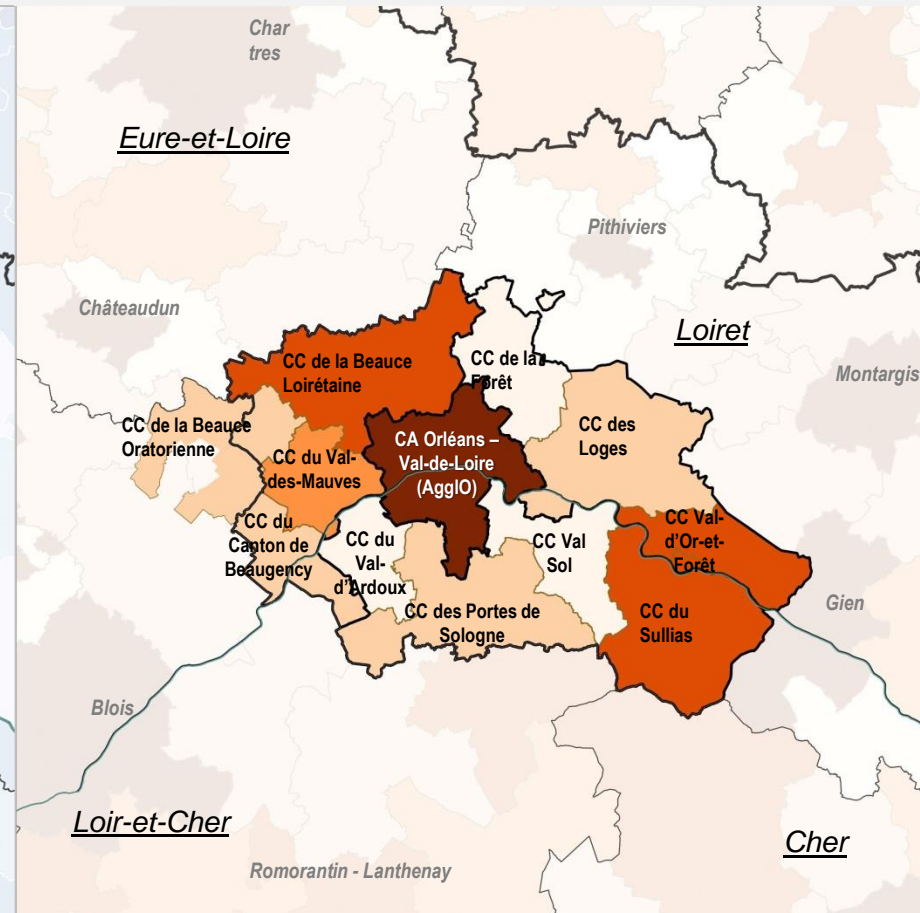 Char
tres
Eure-et-Loire
Pithiviers
Châteaudun
Loiret
CC de la Beauce
Loirétaine
CC de la
Forêt
Montargis
CC de la Beauce
Oratorienne
CC des
Loges
CA Orléans –
Val-de-Loire
(AgglO)
CC du Val-
des-Mauves
CC du
Canton de
Beaugency
CC du
Val-
d'Ardoux
CC Val
Sol
CC Val-
d'Or-et-
Forêt
CC des Portes de
Sologne
CC du
Sullias
Gien
Blois
Loir-et-Cher
Cher
Romorantin - Lanthenay